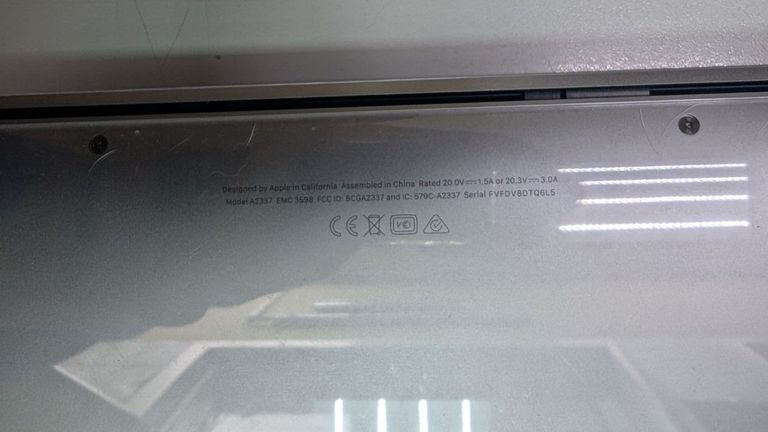 Designed by Apple in California Assembled in China Rated 20.0V⎓1.5A or 20.3V⎓3.0A
Model A2337 EMC 3598 FCC ID: BCGA2337 and IC: 579C-A2337 Serial FVFDV8DTQ6L5
CE